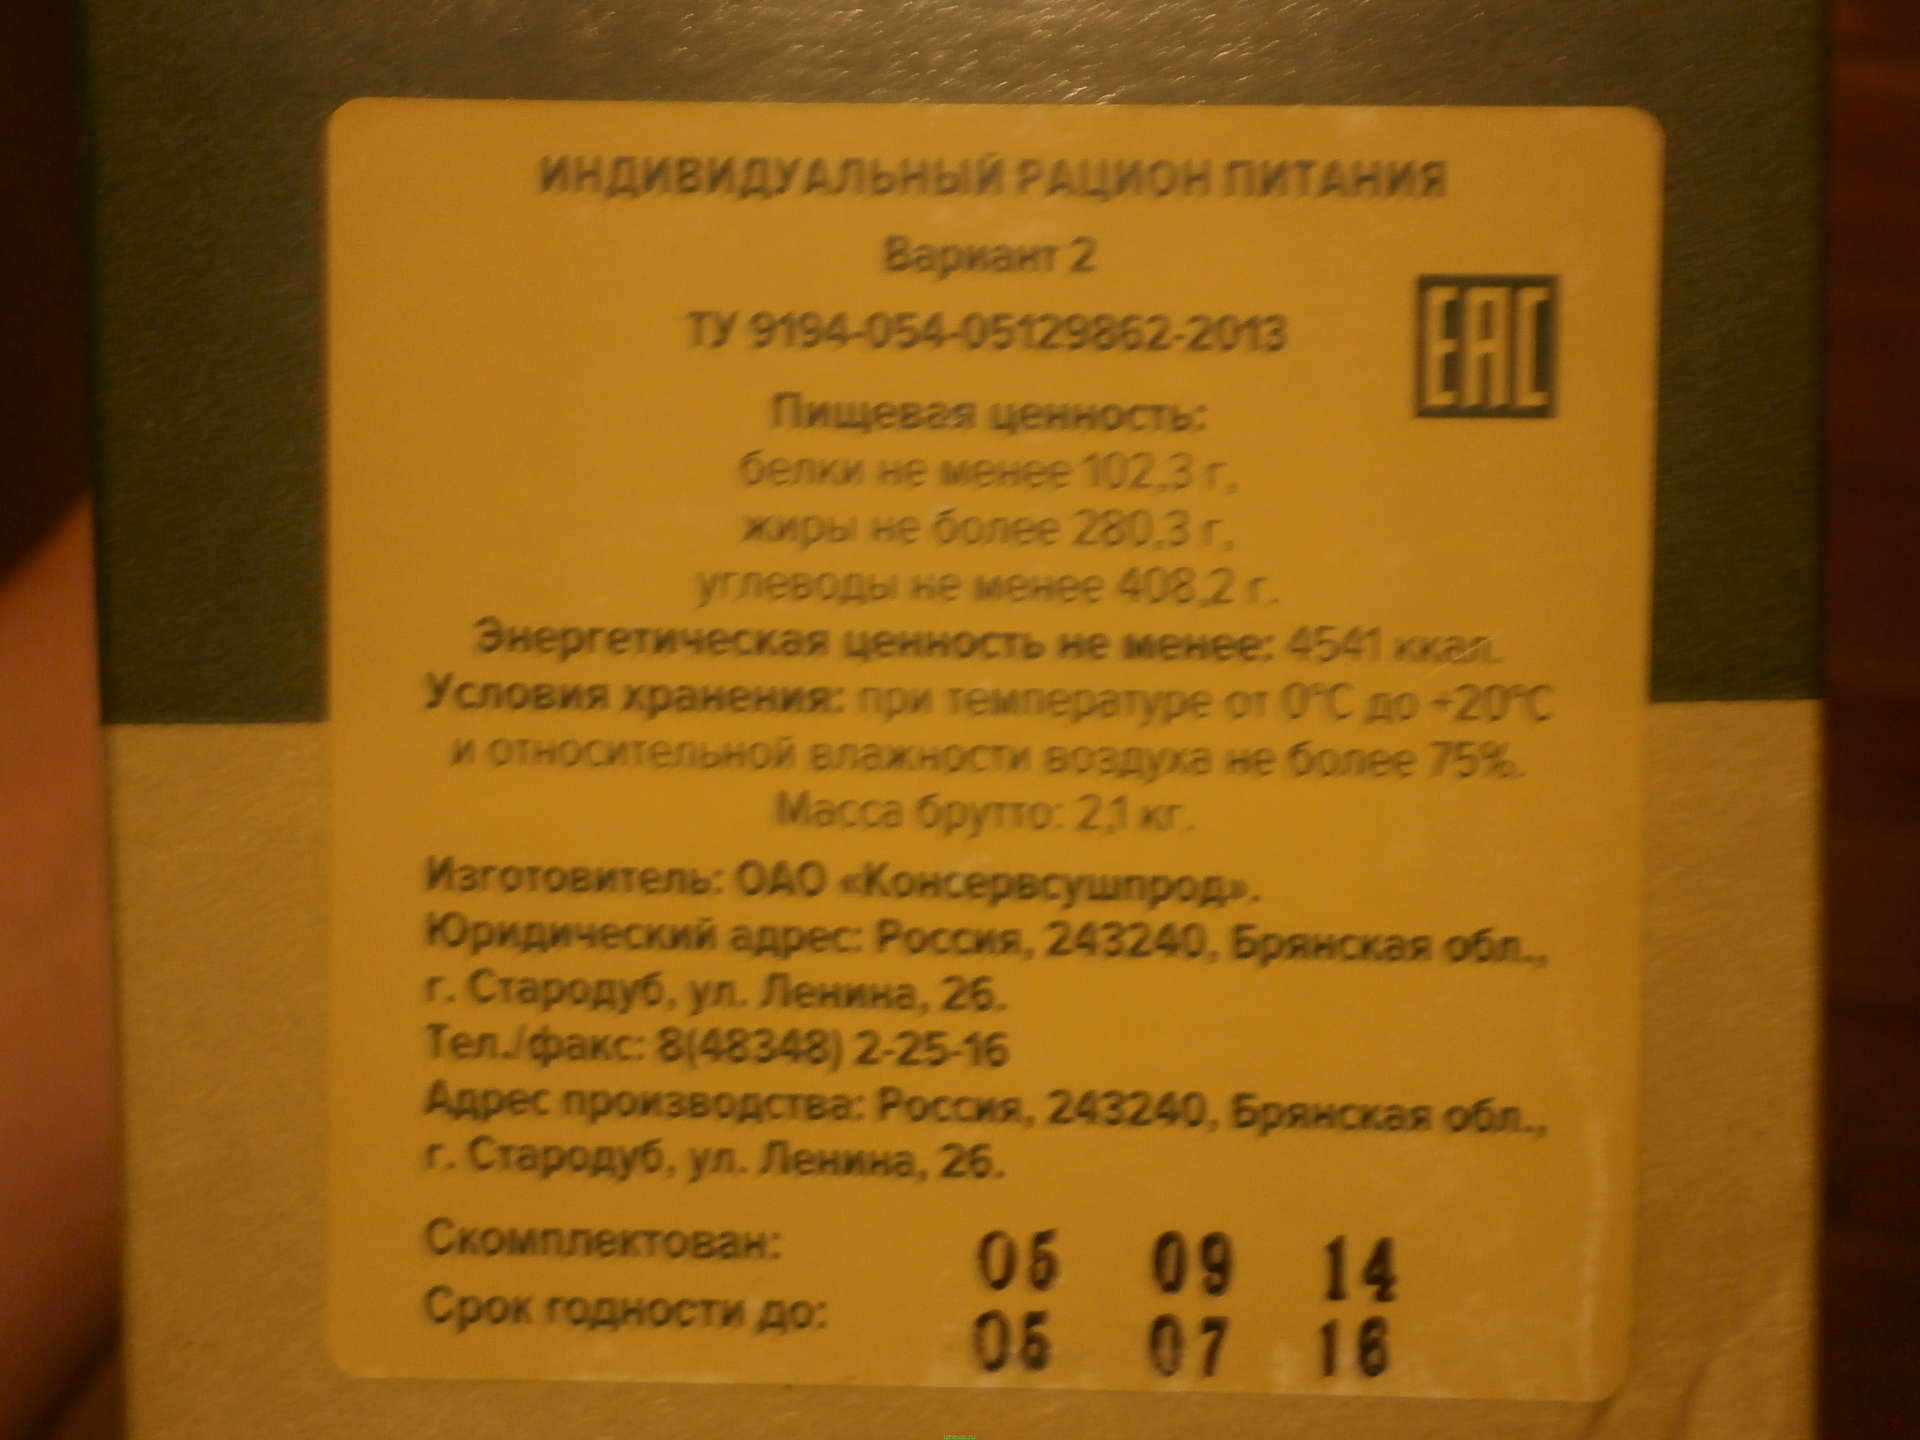 ИНДИВИДУАЛЬНЫЙ РАЦИОН ПИТАНИЯ
Вариант 2
ТУ 9194-054-05129862-2013
EAC
Пищевая ценность:
белки не менее 102,3 г,
жиры не более 280,3 г,
углеводы не менее 408,2 г.
Энергетическая ценность не менее: 4541 ккал.
Условия хранения: при температуре от 0°С до +20°С
и относительной влажности воздуха не более 75%.
Масса брутто: 2,1 кг.
Изготовитель: ОАО «Консервсушпрод».
Юридический адрес: Россия, 243240, Брянская обл.,
г. Стародуб, ул. Ленина, 26.
Тел./факс: 8(48348) 2-25-16
Адрес производства: Россия, 243240, Брянская обл.,
г. Стародуб, ул. Ленина, 26.
Скомплектован: 05 09 14
Срок годности до: 05 07 16